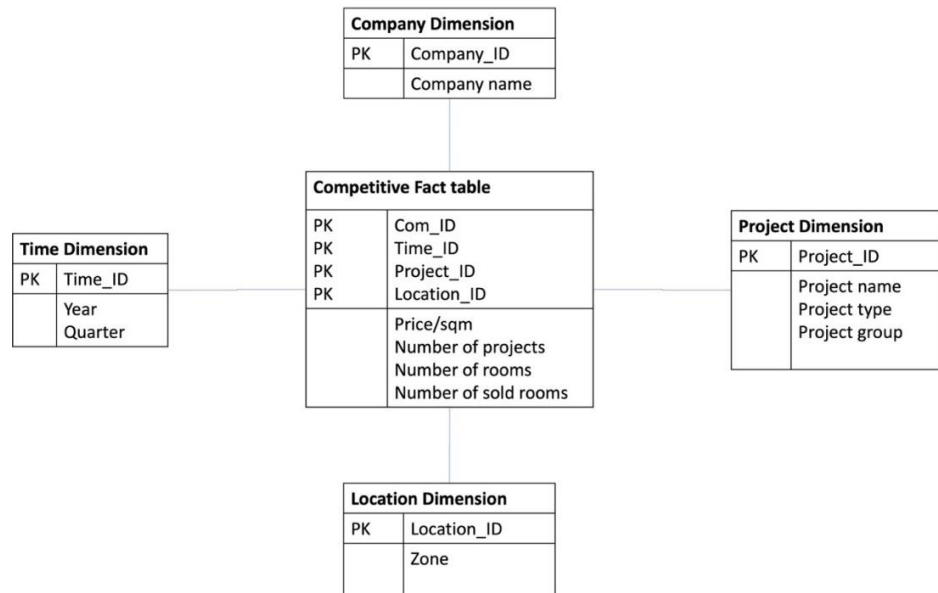 Company Dimension
PK Company_ID
Company name
Competitive Fact table
PK Com_ID
PK Time_ID
PK Project_ID
PK Location_ID
Price/sqm
Number of projects
Number of rooms
Number of sold rooms
Time Dimension
PK Time_ID
Year
Quarter
Project Dimension
PK Project_ID
Project name
Project type
Project group
Location Dimension
PK Location_ID
Zone